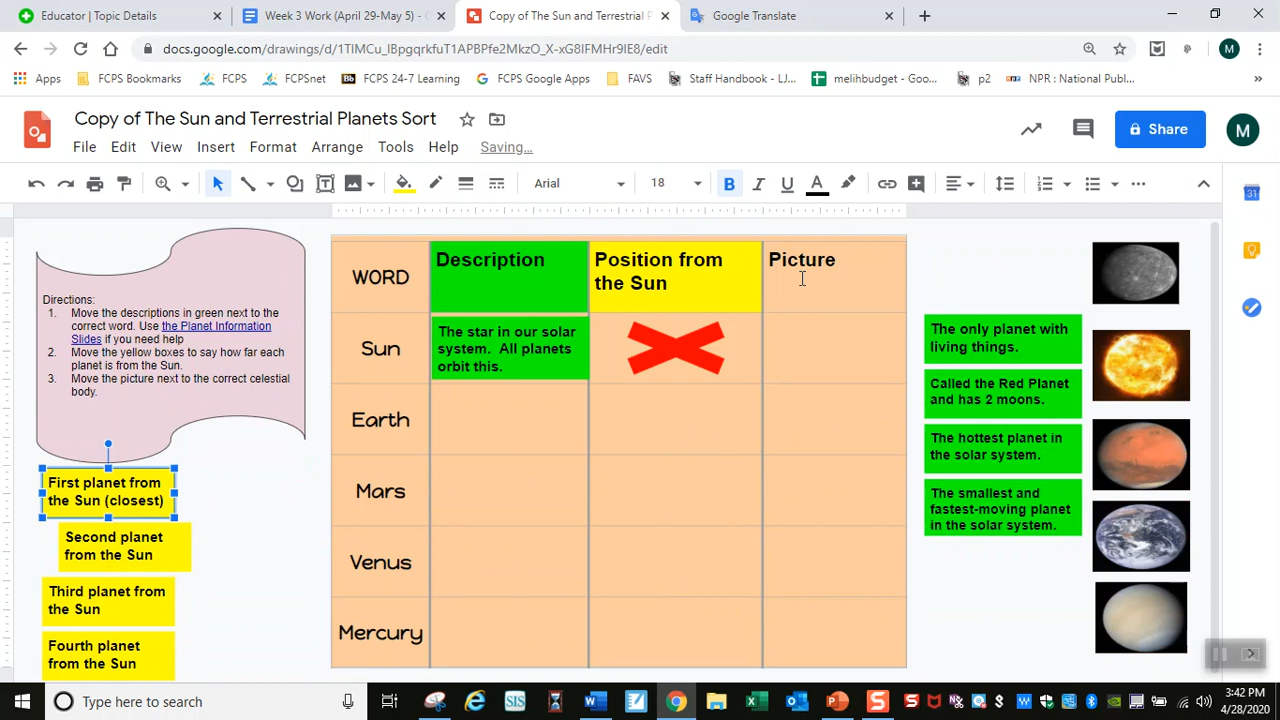 Educator | Topic Details
Week 3 Work (April 29-May 5) -
Copy of The Sun and Terrestrial P
Google Translate
docs.google.com/drawings/d/1TlMCu_IBpgqrkfuT1APBPfe2MkzO_X-xG8IFMHr9IE8/edit
M
Apps
FCPS Bookmarks
FCPS
FCPSnet
Bb
FCPS 24-7 Learning
FCPS Google Apps
FAVS
Staff Handbook - LJ...
melihbudget - Goo...
p2
NPR : National Publ...
»
Copy of The Sun and Terrestrial Planets Sort
Share
M
File Edit View Insert Format Arrange Tools Help Saving...
Arial
18
B I U A
31
Directions:
1. Move the descriptions in green next to the
correct word. Use the Planet Information
Slides if you need help
2. Move the yellow boxes to say how far each
planet is from the Sun.
3. Move the picture next to the correct celestial
body.
First planet from
the Sun (closest)
Second planet
from the Sun
Third planet from
the Sun
Fourth planet
from the Sun
WORD
Description
Position from
the Sun
Picture
Sun
The star in our solar
system. All planets
orbit this.
Earth
Mars
Venus
Mercury
The only planet with
living things.
Called the Red Planet
and has 2 moons.
The hottest planet in
the solar system.
The smallest and
fastest-moving planet
in the solar system.
Type here to search
SIS
3:42 PM
4/28/2020